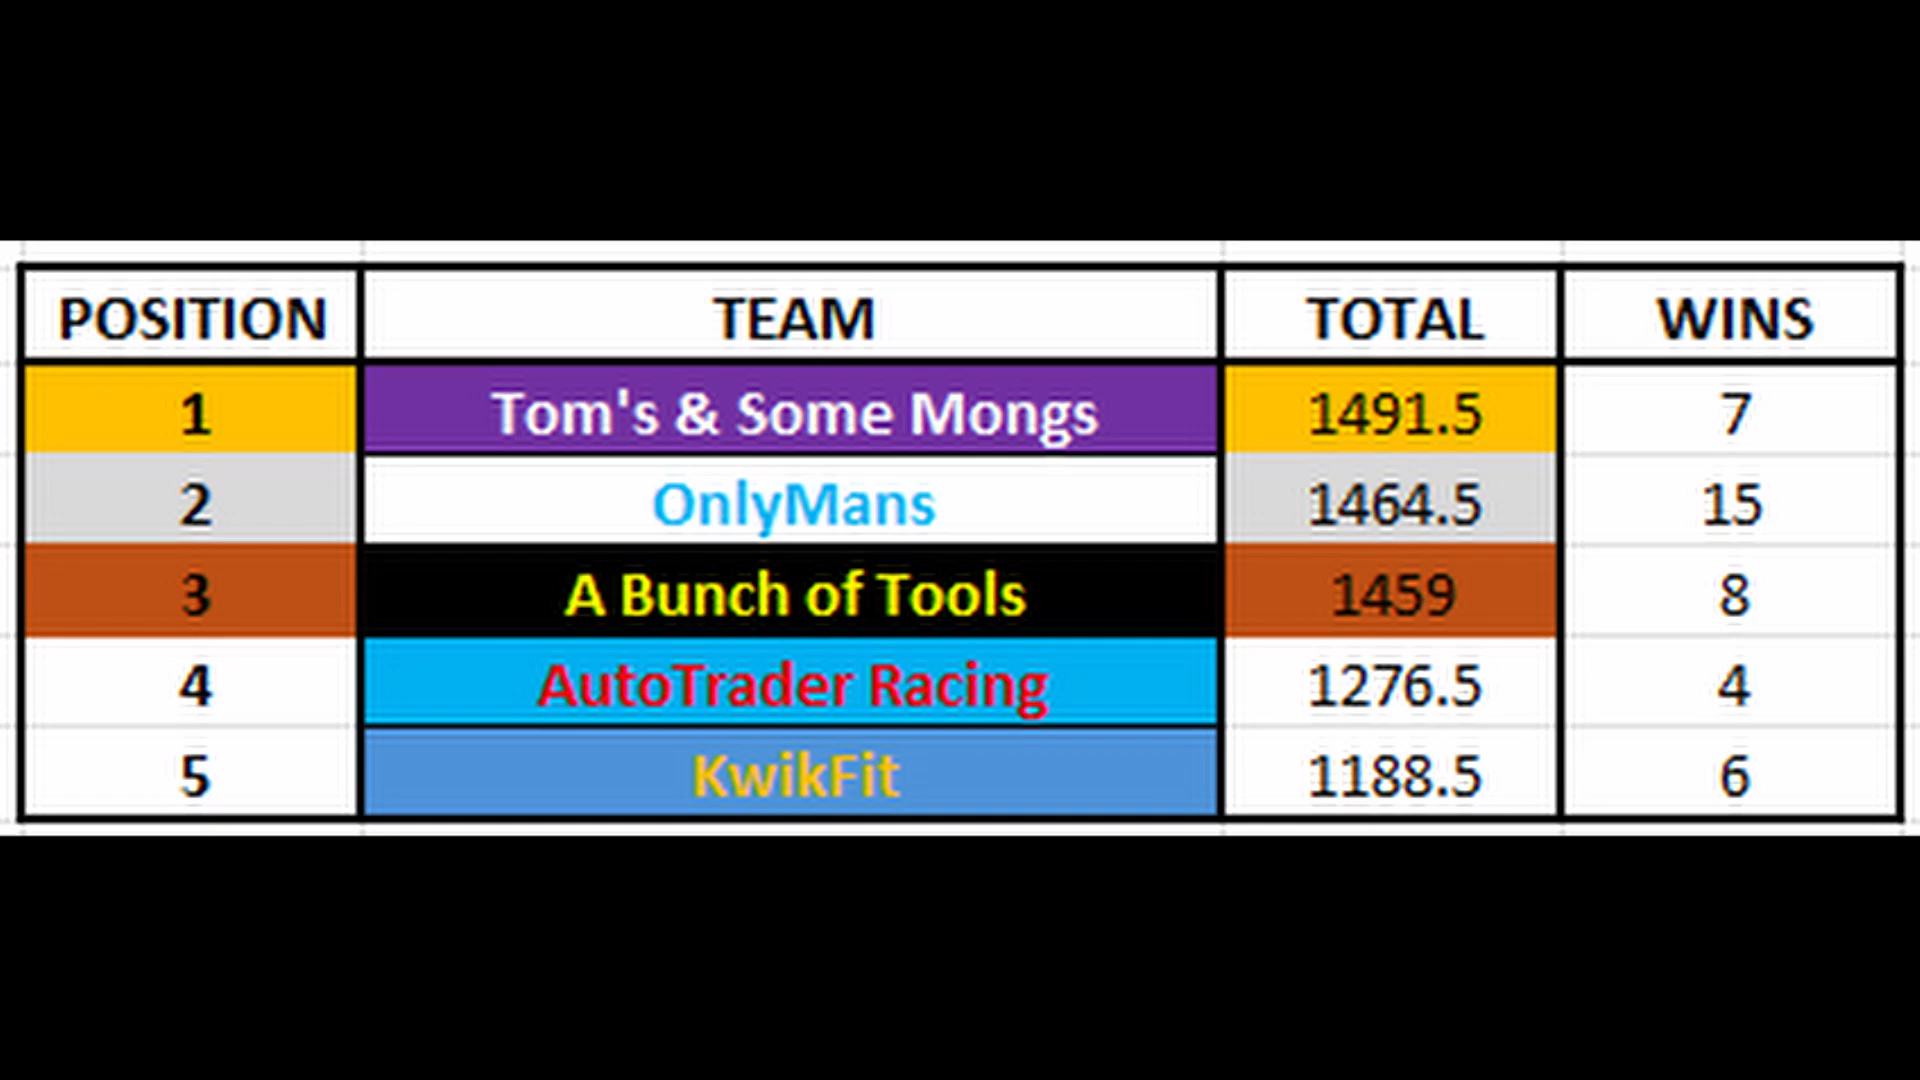 POSITION TEAM TOTAL WINS
1 Tom's & Some Mongs 1491.5 7
2 OnlyMans 1464.5 15
3 A Bunch of Tools 1459 8
4 AutoTrader Racing 1276.5 4
5 KwikFit 1188.5 6